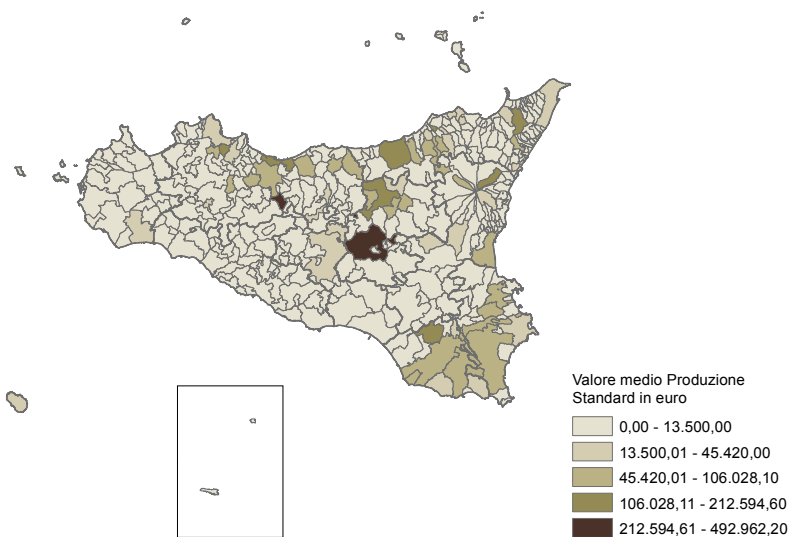 Valore medio Produzione
Standard in euro
0,00 - 13.500,00
13.500,01 - 45.420,00
45.420,01 - 106.028,10
106.028,11 - 212.594,60
212.594,61 - 492.962,20